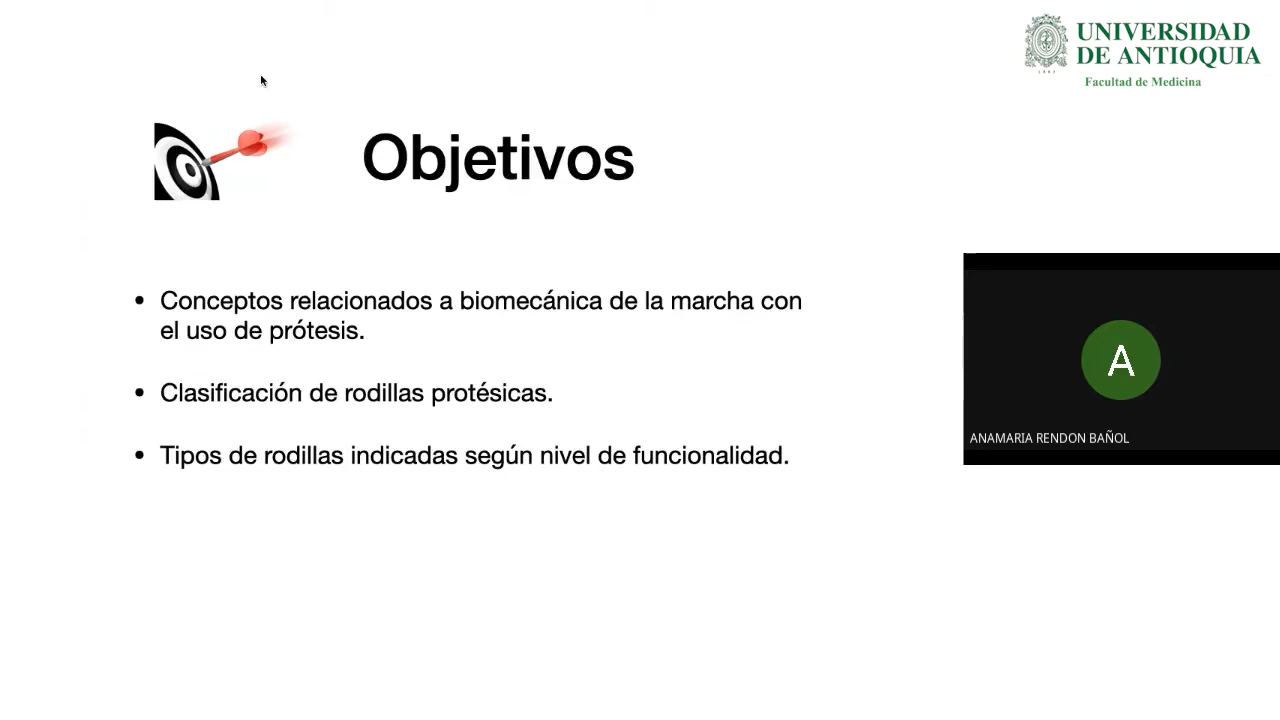 UNIVERSIDAD
DE ANTIOQUIA
1803
Facultad de Medicina
Objetivos
• Conceptos relacionados a biomecánica de la marcha con
el uso de prótesis.
• Clasificación de rodillas protésicas.
• Tipos de rodillas indicadas según nivel de funcionalidad.
A
ANAMARIA RENDON BAÑOL